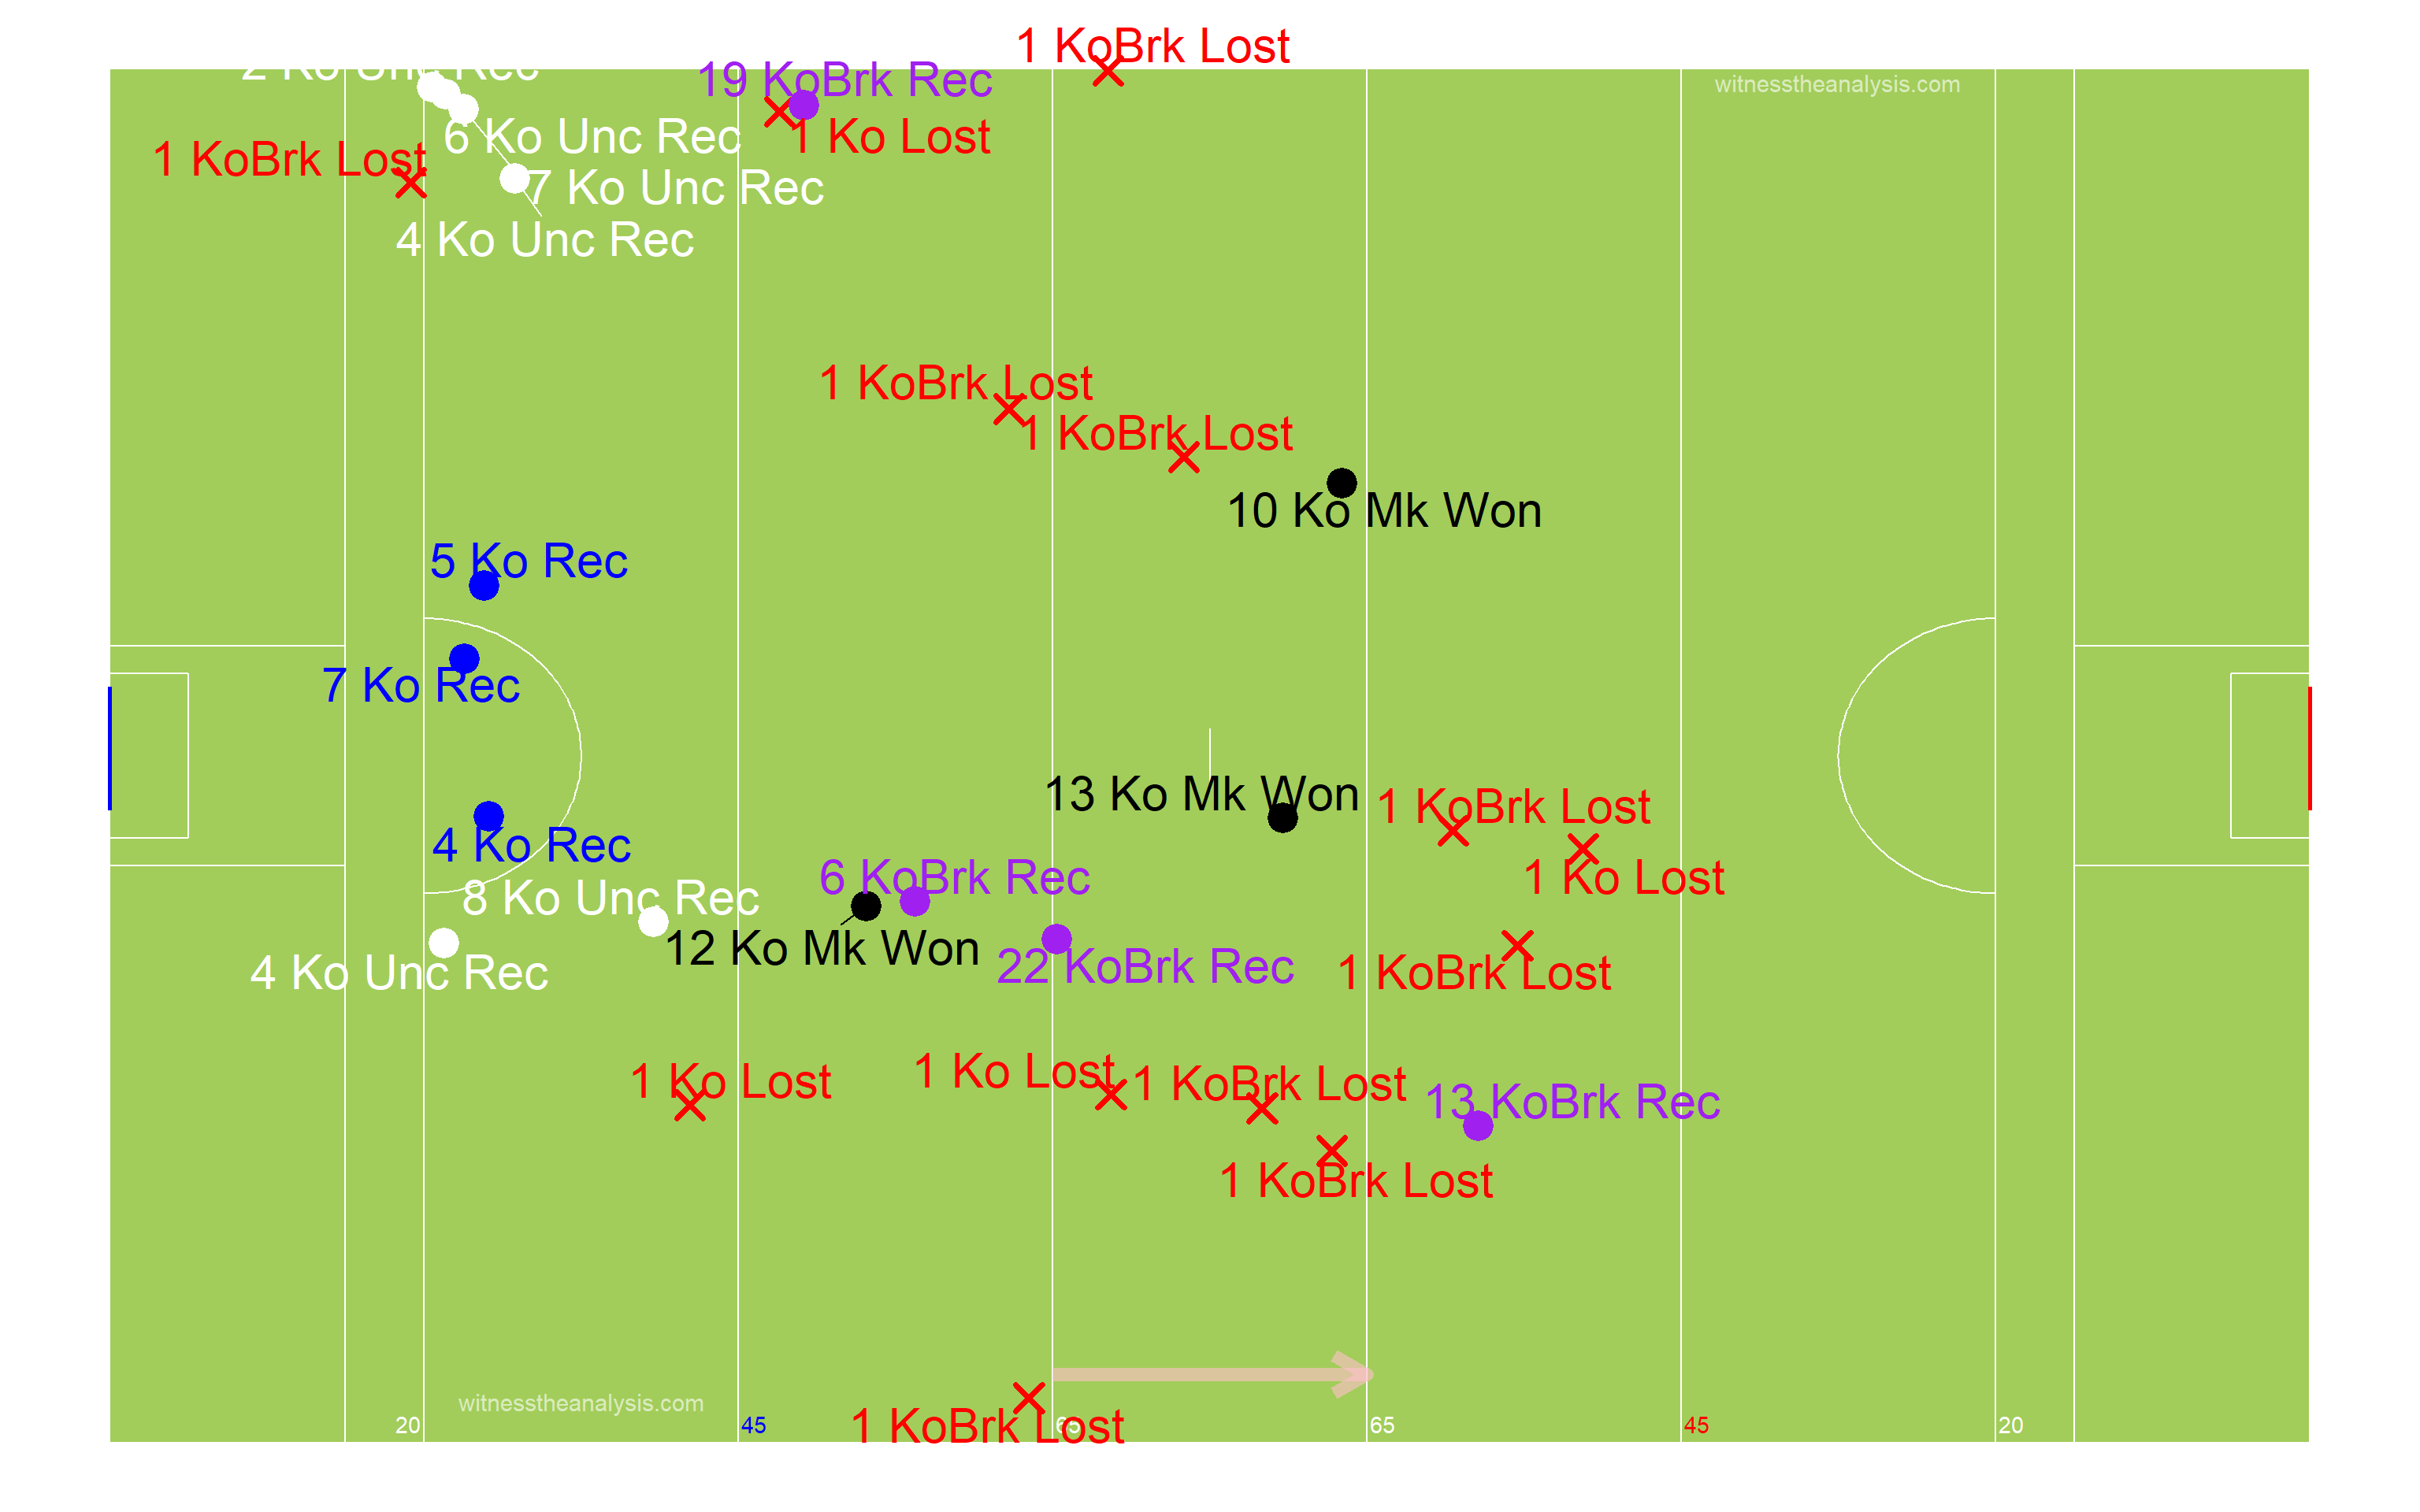 1 KoBrk Lost
2 Ko Unc Rec
19 KoBrk Rec
witnesstheanalysis.com
6 Ko Unc Rec
1 Ko Lost
1 KoBrk Lost
7 Ko Unc Rec
4 Ko Unc Rec
1 KoBrk Lost
1 KoBrk Lost
10 Ko Mk Won
5 Ko Rec
7 Ko Rec
13 Ko Mk Won
1 KoBrk Lost
4 Ko Rec
6 KoBrk Rec
1 Ko Lost
8 Ko Unc Rec
12 Ko Mk Won
22 KoBrk Rec
4 Ko Unc Rec
1 KoBrk Lost
1 Ko Lost
1 Ko Lost
1 KoBrk Lost
13 KoBrk Rec
1 KoBrk Lost
witnesstheanalysis.com
1 KoBrk Lost
20
45
65
65
45
20